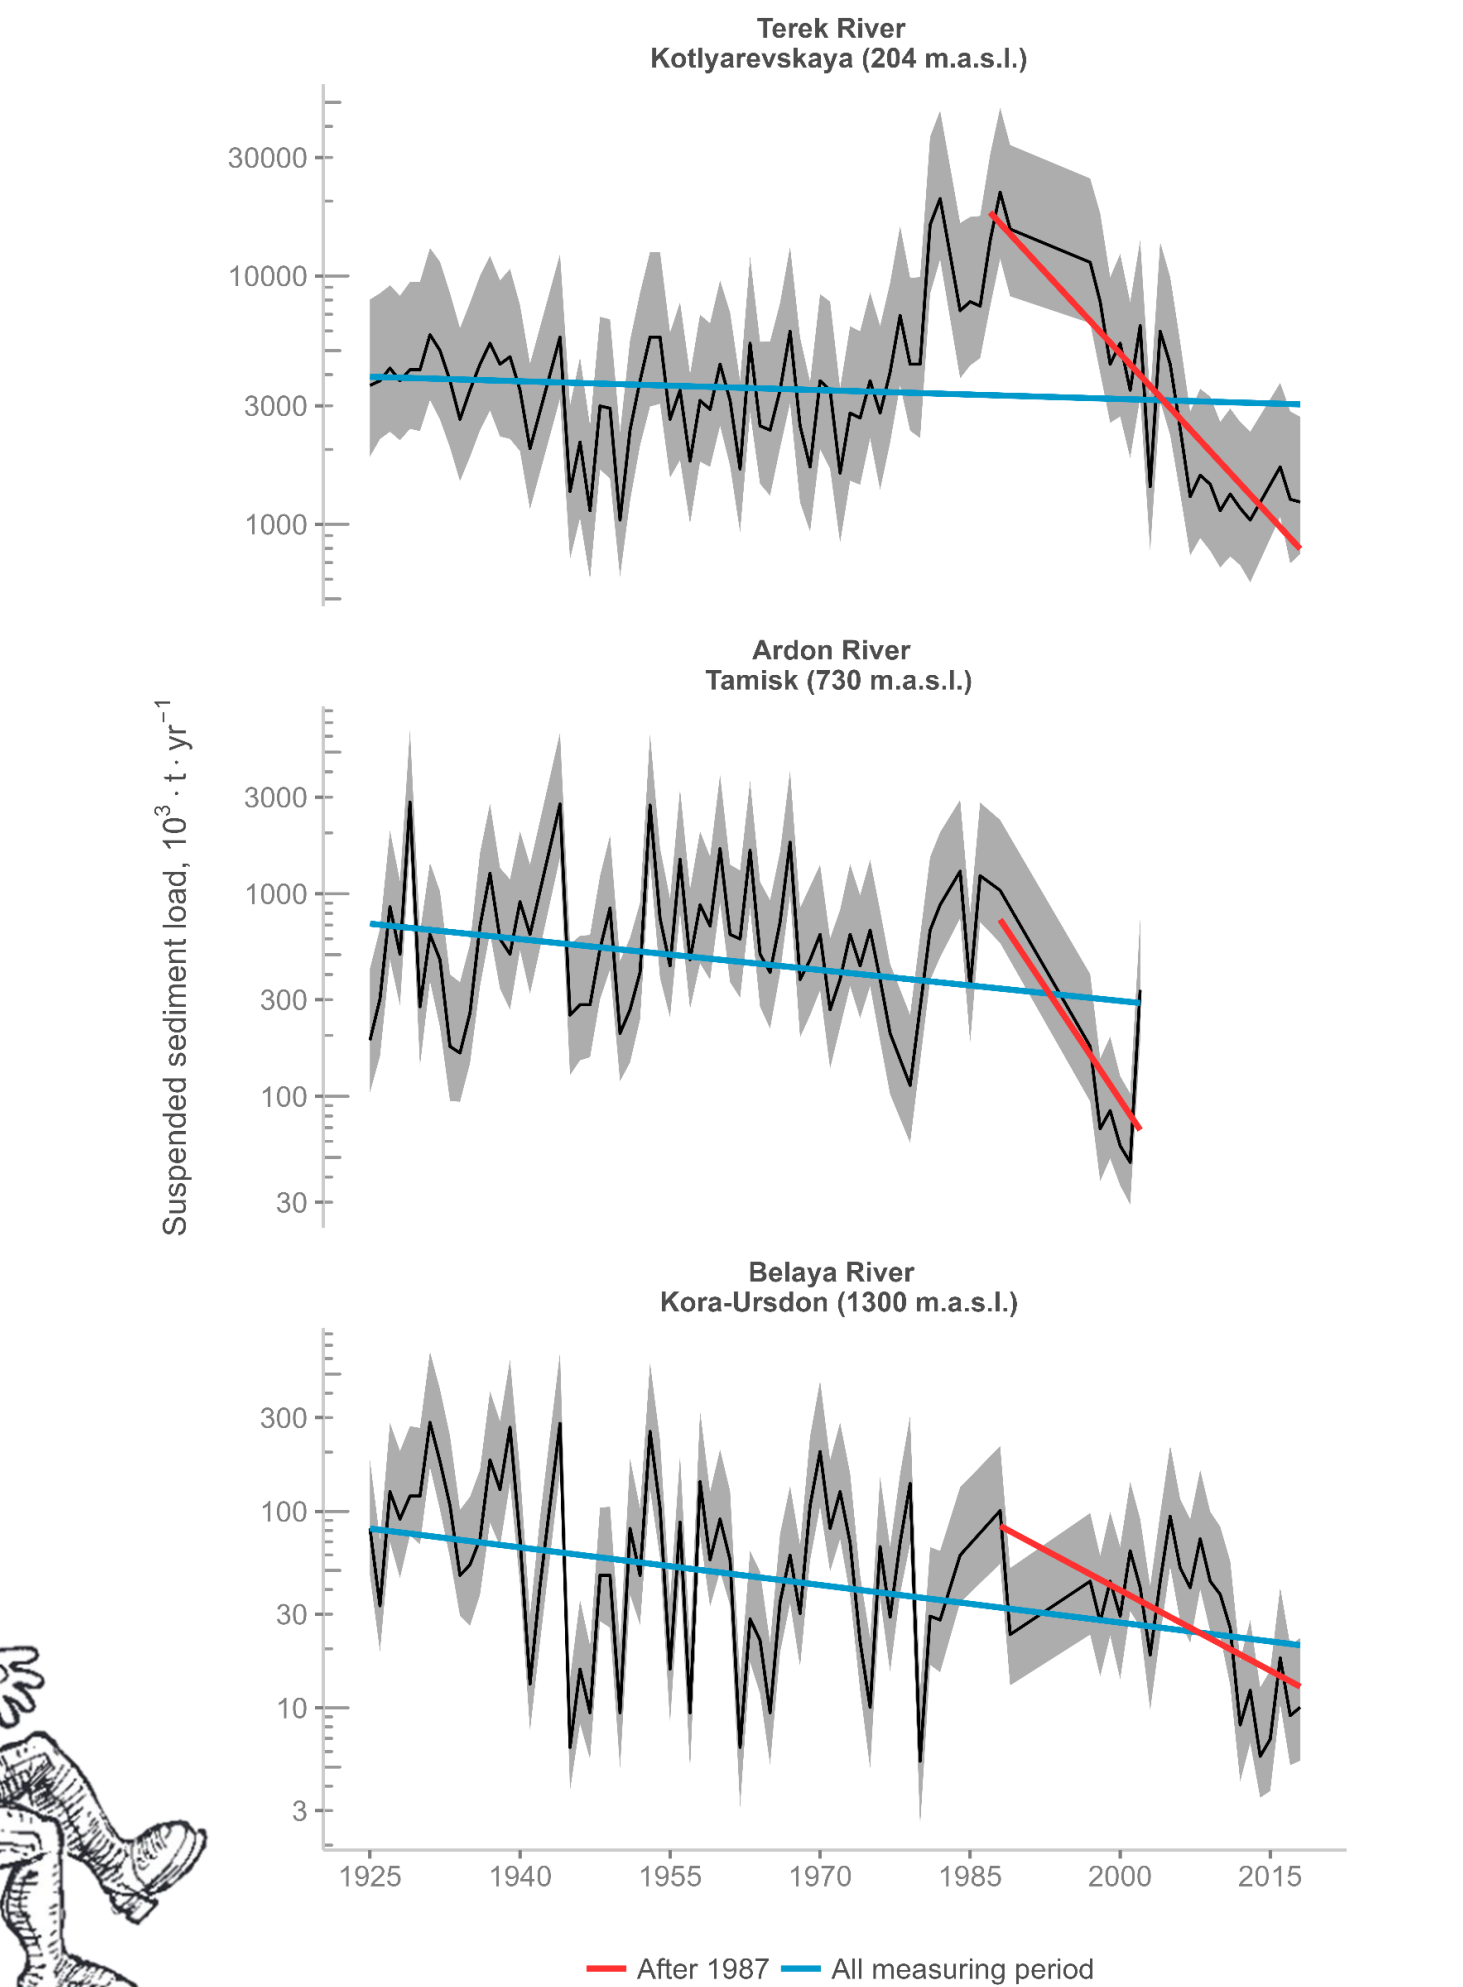 Terek River
Kotlyarevskaya (204 m.a.s.l.)
30000
10000
3000
1000
Suspended sediment load, 10³ · t · yr⁻¹
Ardon River
Tamisk (730 m.a.s.l.)
3000
1000
300
100
30
Belaya River
Kora-Ursdon (1300 m.a.s.l.)
300
100
30
10
3
1925 1940 1955 1970 1985 2000 2015
After 1987 All measuring period